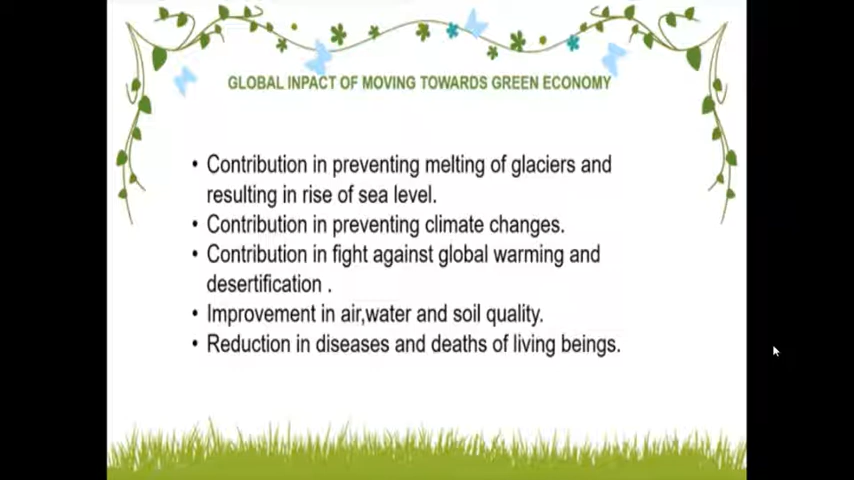 GLOBAL INPACT OF MOVING TOWARDS GREEN ECONOMY
• Contribution in preventing melting of glaciers and
resulting in rise of sea level.
• Contribution in preventing climate changes.
• Contribution in fight against global warming and
desertification .
• Improvement in air,water and soil quality.
• Reduction in diseases and deaths of living beings.